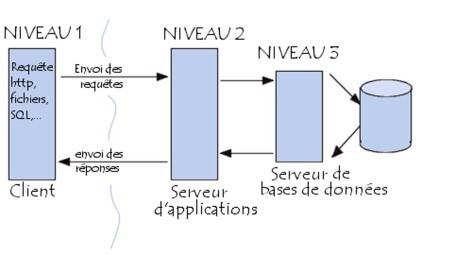 NIVEAU 1
NIVEAU 2
NIVEAU 3
Requête
http,
fichiers,
SQL,...
Envoi des
requêtes
envoi des
réponses
Client
Serveur
d'applications
Serveur de
bases de données